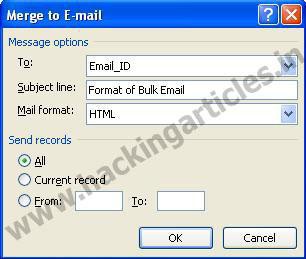 Merge to E-mail
Message options
To: Email_ID
Subject line: Format of Bulk Email
Mail format: HTML
Send records
All
Current record
From: To:
OK Cancel
www.hackingarticles.in